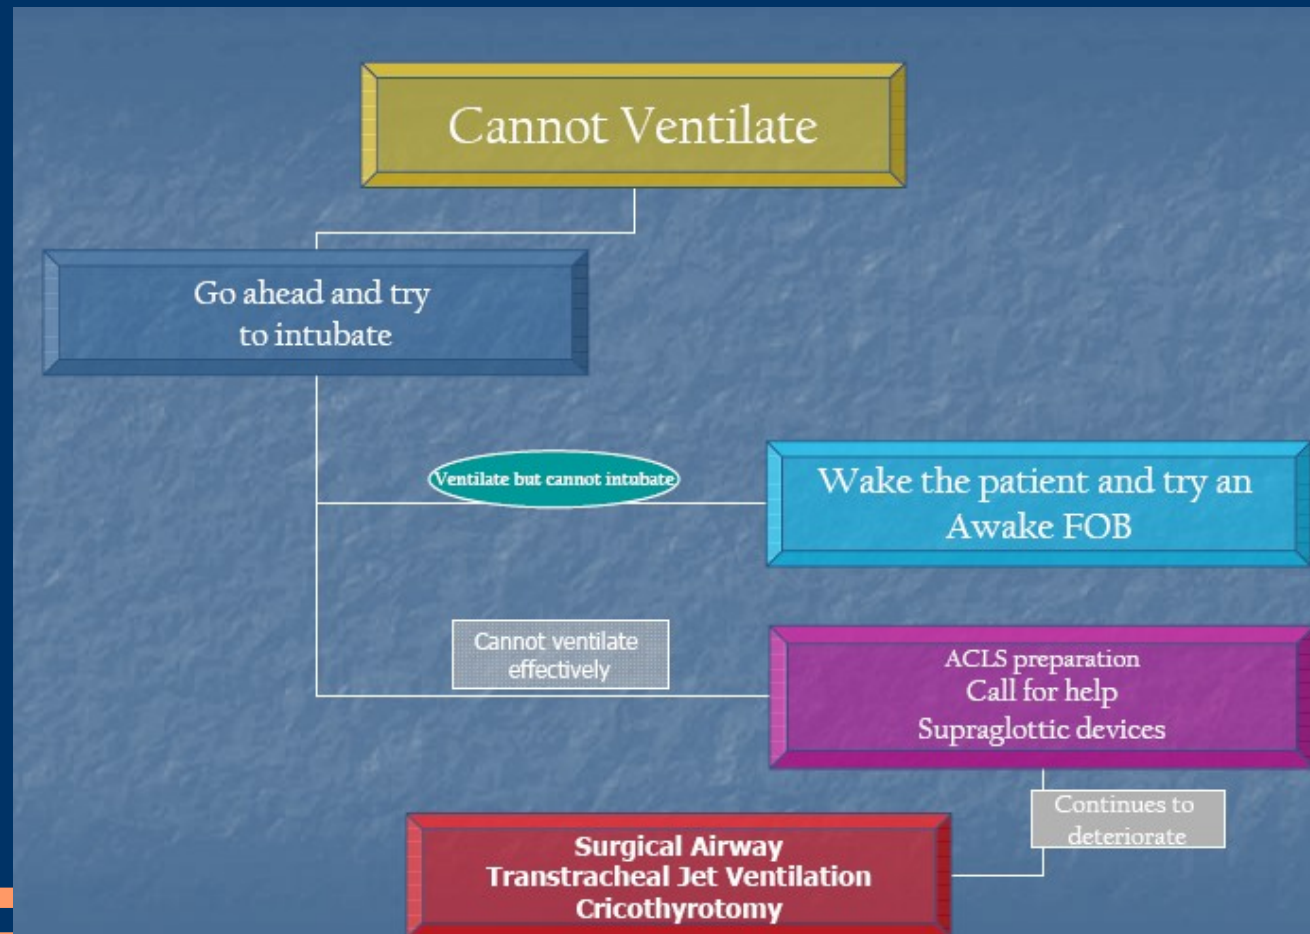 Cannot Ventilate
Go ahead and try
to intubate
Ventilate but cannot intubate
Wake the patient and try an
Awake FOB
Cannot ventilate
effectively
ACLS preparation
Call for help
Supraglottic devices
Continues to
deteriorate
Surgical Airway
Transtracheal Jet Ventilation
Cricothyrotomy